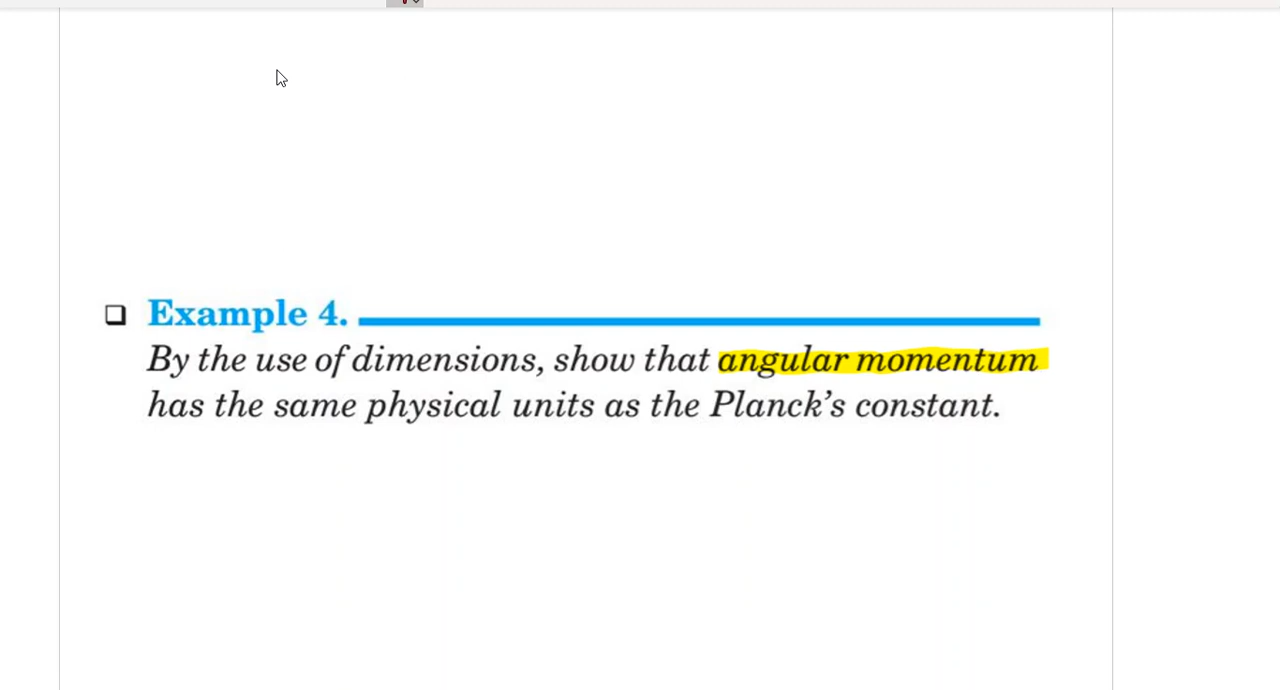 Example 4.
By the use of dimensions, show that angular momentum
has the same physical units as the Planck’s constant.